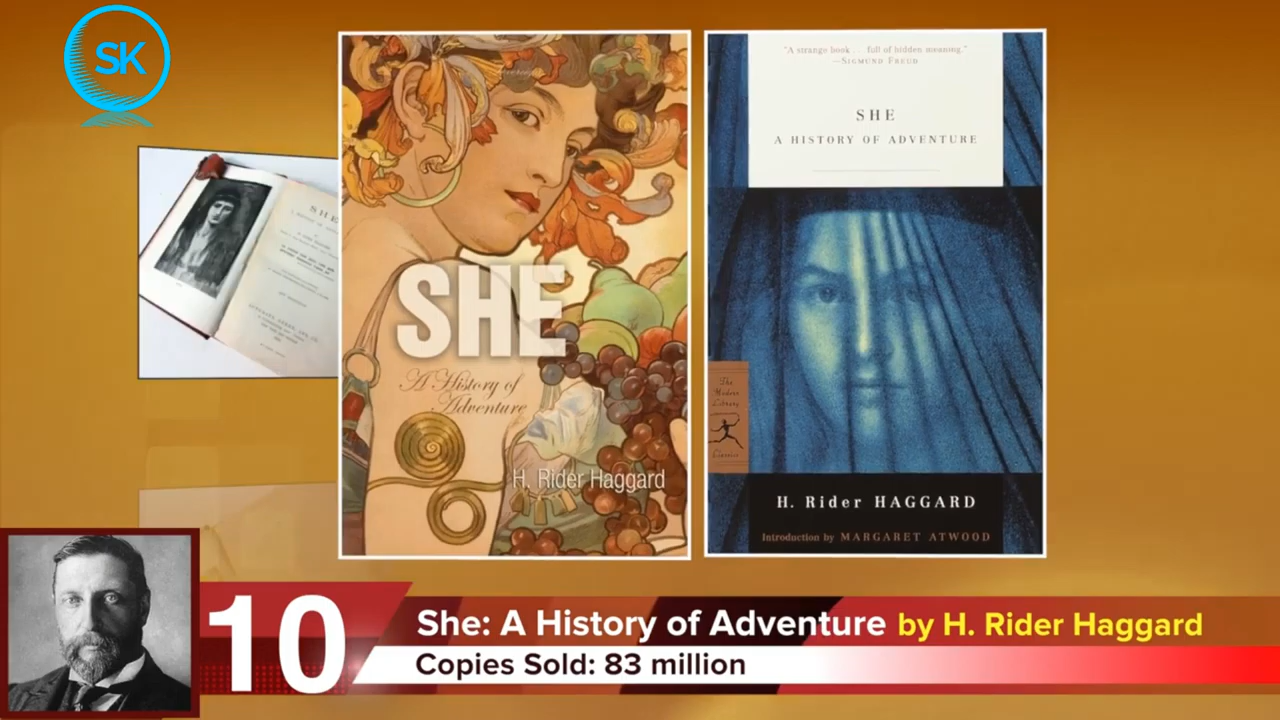 SK
SHE
SHE
A History of
Adventure
H. Rider Haggard
"A strange book . . . full of hidden meaning."
—SIGMUND FREUD
SHE
A HISTORY OF ADVENTURE
The
Modern
Library
Classics
H. Rider HAGGARD
Introduction by MARGARET ATWOOD
10
She: A History of Adventure by H. Rider Haggard
Copies Sold: 83 million